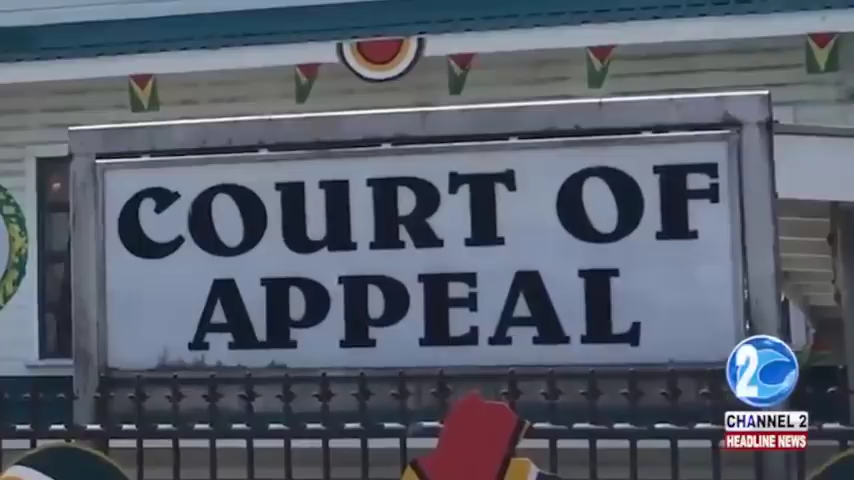 COURT OF
APPEAL
2
CHANNEL 2
HEADLINE NEWS